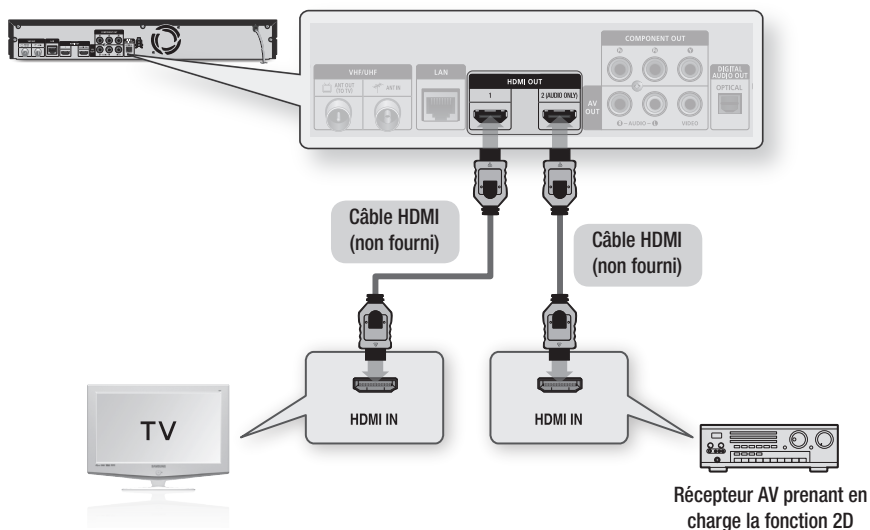 COMPONENT OUT
VHF/UHF
LAN
HDMI OUT
DIGITAL
AUDIO OUT
ANT OUT
(TO TV)
ANT IN
1
2 (AUDIO ONLY)
AV
OUT
OPTICAL
AUDIO
VIDEO
Câble HDMI
(non fourni)
Câble HDMI
(non fourni)
HDMI IN
HDMI IN
TV
Récepteur AV prenant en
charge la fonction 2D